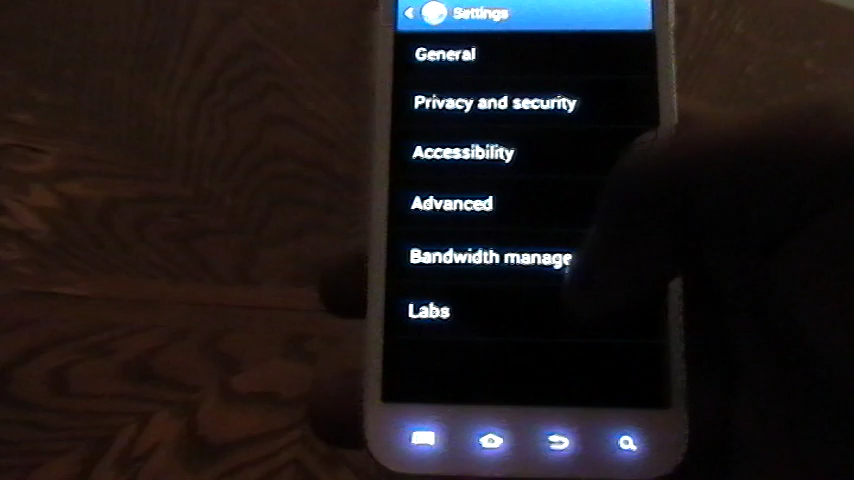 Settings
General
Privacy and security
Accessibility
Advanced
Bandwidth manage
Labs